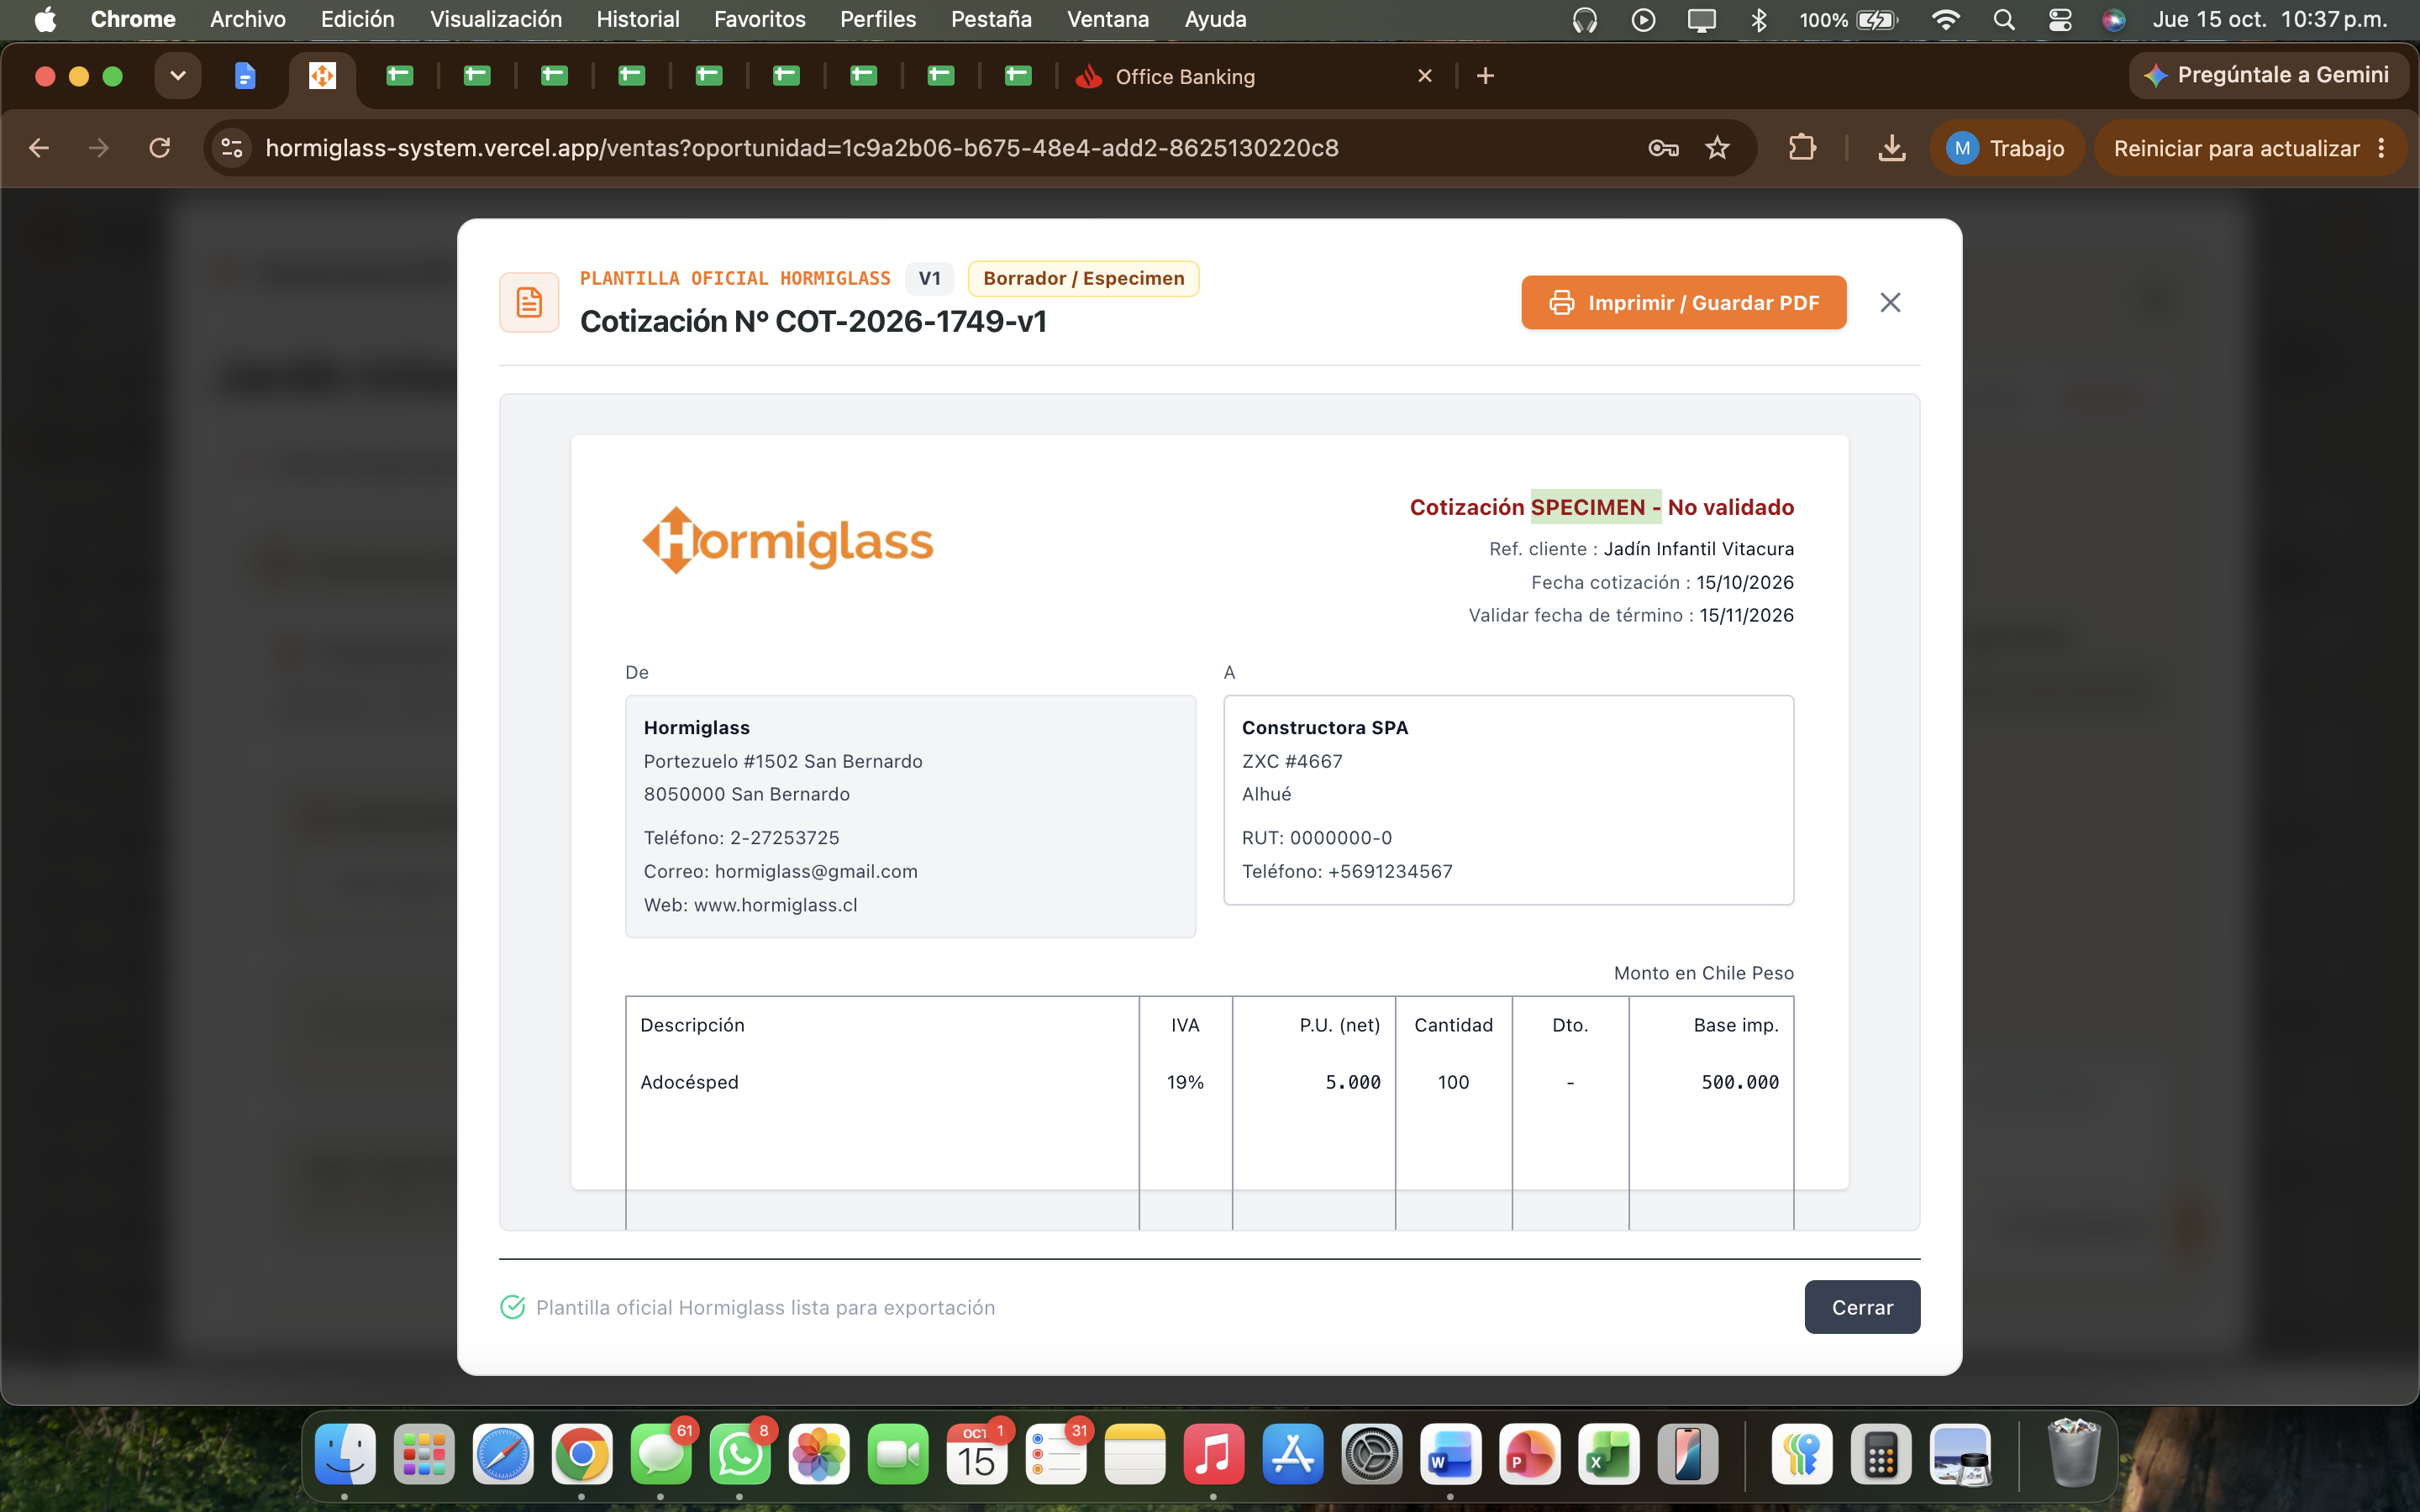 Chrome Archivo Edición Visualización Historial Favoritos Perfiles Pestaña Ventana Ayuda 100% Jue 15 oct. 10:37 p.m.
Office Banking Pregúntale a Gemini
hormiglass-system.vercel.app/ventas?oportunidad=1c9a2b06-b675-48e4-add2-8625130220c8 M Trabajo Reiniciar para actualizar
PLANTILLA OFICIAL HORMIGLASS V1 Borrador / Especimen
Cotización N° COT-2026-1749-v1
Imprimir / Guardar PDF
Hormiglass
Cotización SPECIMEN - No validado
Ref. cliente : Jadín Infantil Vitacura
Fecha cotización : 15/10/2026
Validar fecha de término : 15/11/2026
De
Hormiglass
Portezuelo #1502 San Bernardo
8050000 San Bernardo
Teléfono: 2-27253725
Correo: hormiglass@gmail.com
Web: www.hormiglass.cl
A
Constructora SPA
ZXC #4667
Alhué
RUT: 0000000-0
Teléfono: +5691234567
Monto en Chile Peso
Descripción IVA P.U. (net) Cantidad Dto. Base imp.
Adocésped 19% 5.000 100 - 500.000
Plantilla oficial Hormiglass lista para exportación
Cerrar
61 8 OCT 15 1 31 W P X